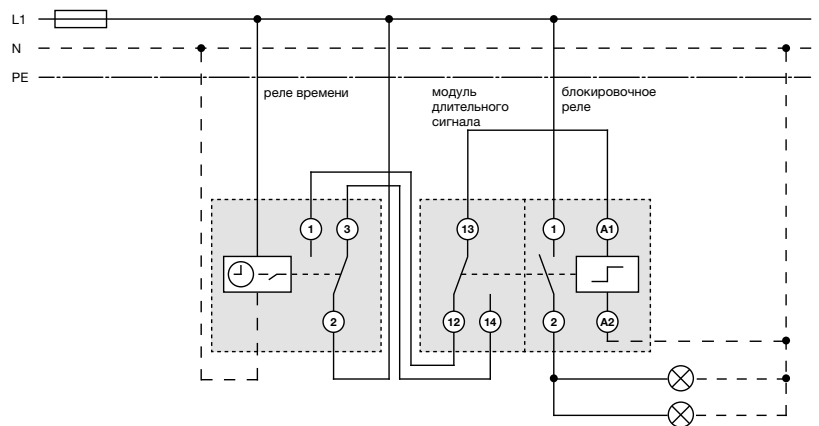 L1
N
PE
реле времени
модуль
длительного
сигнала
блокировочное
реле
1 3 13 1 A1
2 12 14 2 A2